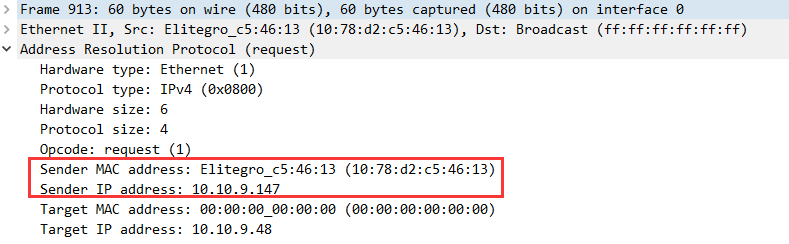 Frame 913: 60 bytes on wire (480 bits), 60 bytes captured (480 bits) on interface 0
Ethernet II, Src: Elitegro_c5:46:13 (10:78:d2:c5:46:13), Dst: Broadcast (ff:ff:ff:ff:ff:ff)
Address Resolution Protocol (request)
Hardware type: Ethernet (1)
Protocol type: IPv4 (0x0800)
Hardware size: 6
Protocol size: 4
Opcode: request (1)
Sender MAC address: Elitegro_c5:46:13 (10:78:d2:c5:46:13)
Sender IP address: 10.10.9.147
Target MAC address: 00:00:00_00:00:00 (00:00:00:00:00:00)
Target IP address: 10.10.9.48